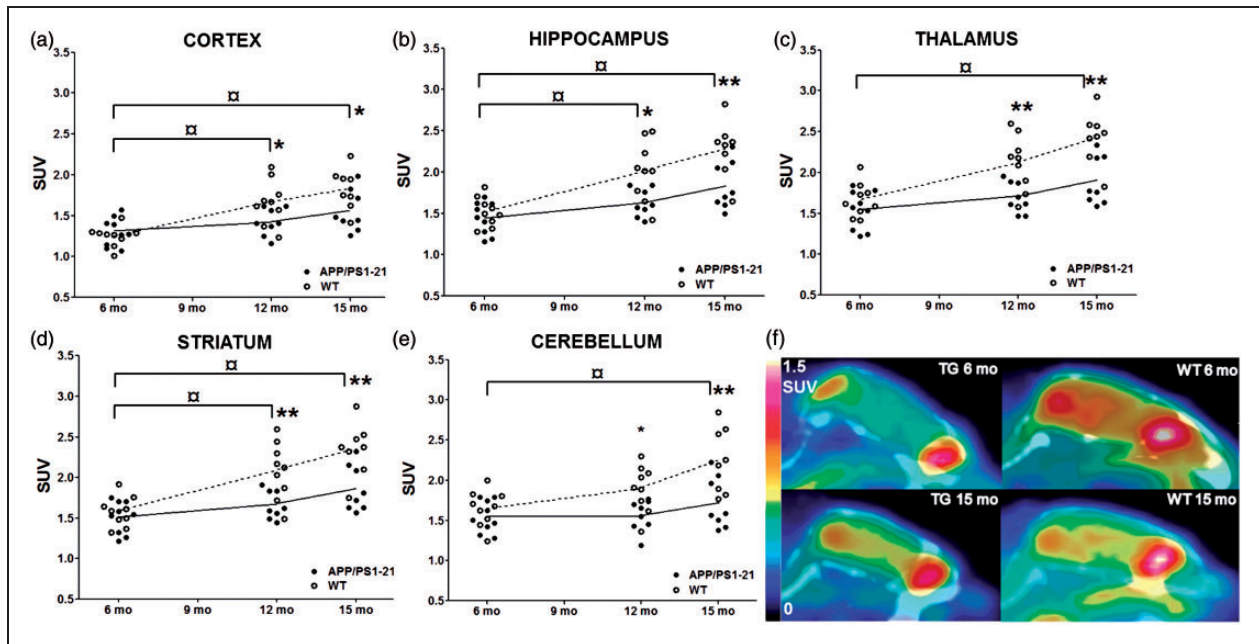 (a)
CORTEX
3.5
3.0
2.5
2.0
1.5
1.0
0.5
SUV
¤
*
¤
*
APP/PS1-21
WT
6 mo 9 mo 12 mo 15 mo
(b)
HIPPOCAMPUS
3.5
3.0
2.5
2.0
1.5
1.0
0.5
SUV
¤
**
¤
*
APP/PS1-21
WT
6 mo 9 mo 12 mo 15 mo
(c)
THALAMUS
3.5
3.0
2.5
2.0
1.5
1.0
0.5
SUV
¤
**
**
APP/PS1-21
WT
6 mo 9 mo 12 mo 15 mo
(d)
STRIATUM
3.5
3.0
2.5
2.0
1.5
1.0
0.5
SUV
¤
**
¤
**
APP/PS1-21
WT
6 mo 9 mo 12 mo 15 mo
(e)
CEREBELLUM
3.5
3.0
2.5
2.0
1.5
1.0
0.5
SUV
¤
**
*
APP/PS1-21
WT
6 mo 9 mo 12 mo 15 mo
(f)
1.5
SUV
0
TG 6 mo
WT 6 mo
TG 15 mo
WT 15 mo